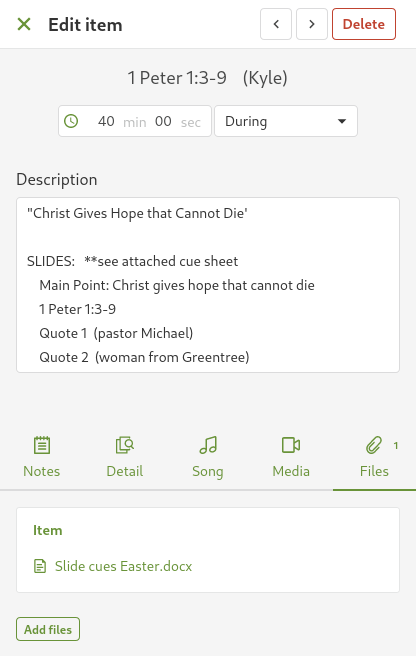 Edit item
Delete
1 Peter 1:3-9 (Kyle)
40 min 00 sec
During
Description
"Christ Gives Hope that Cannot Die'
SLIDES: **see attached cue sheet
Main Point: Christ gives hope that cannot die
1 Peter 1:3-9
Quote 1 (pastor Michael)
Quote 2 (woman from Greentree)
1
Notes Detail Song Media Files
Item
Slide cues Easter.docx
Add files